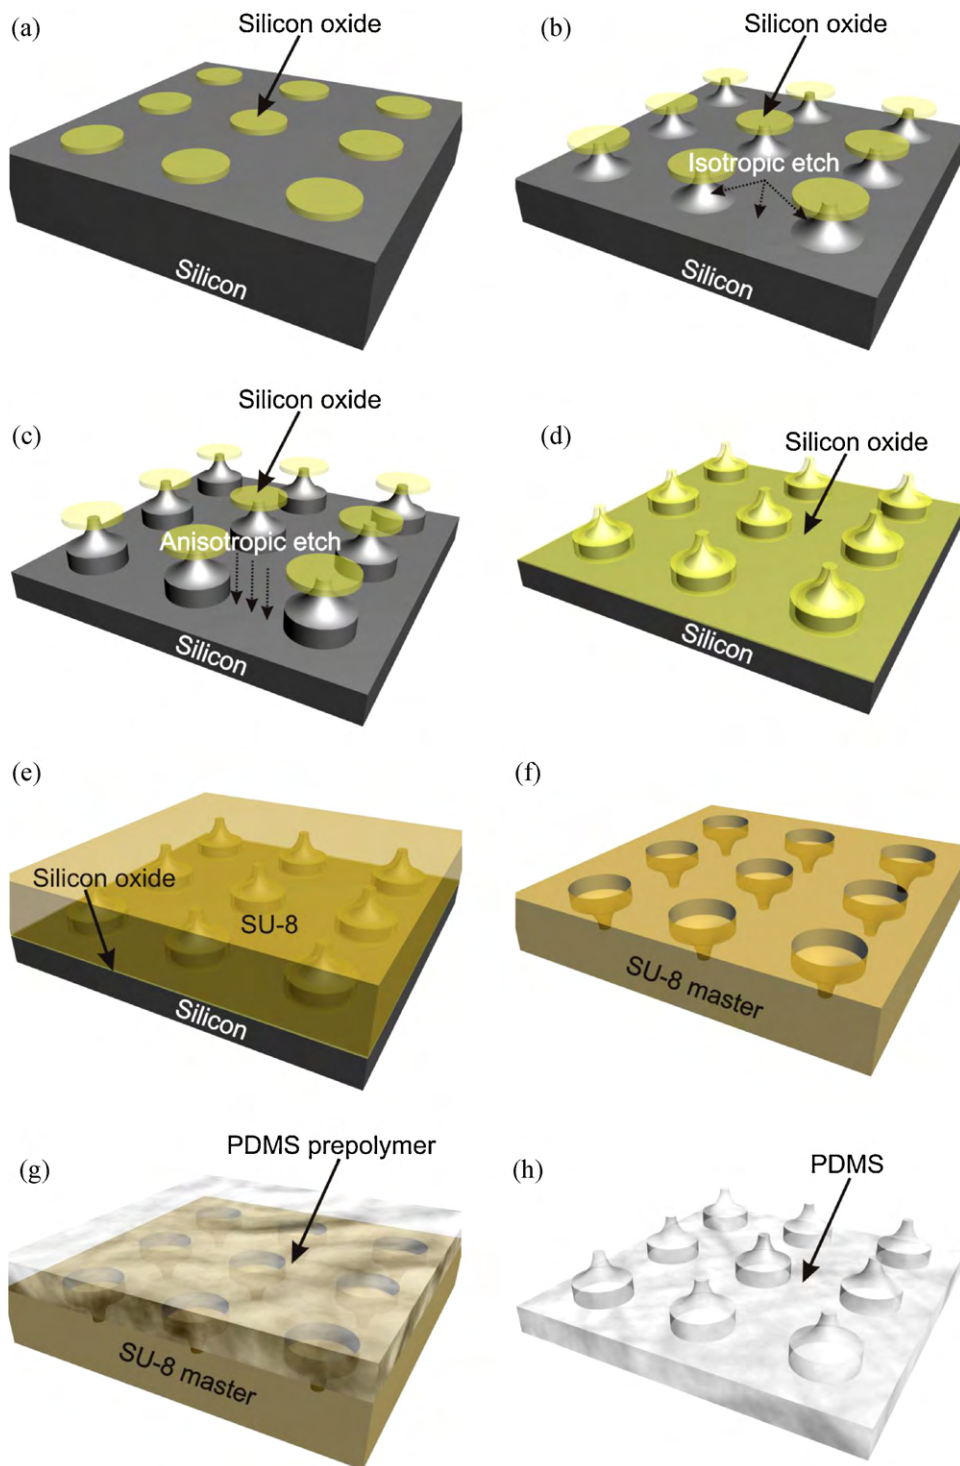 (a)
Silicon oxide
Silicon
(b)
Silicon oxide
Isotropic etch
Silicon
(c)
Silicon oxide
Anisotropic etch
Silicon
(d)
Silicon oxide
Silicon
(e)
Silicon oxide
SU-8
Silicon
(f)
SU-8 master
(g)
PDMS prepolymer
SU-8 master
(h)
PDMS